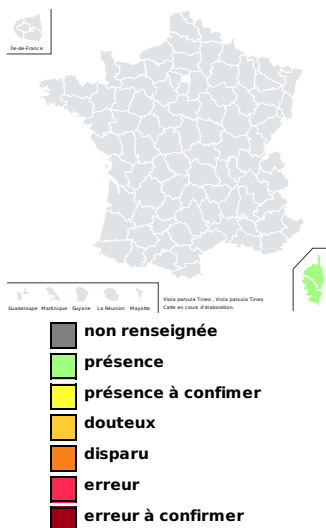 Île-de-France
Guadeloupe Martinique Guyane La Réunion Mayotte
Viola parvula Tineo , Viola parvula Tineo
Carte en cours d'élaboration.
non renseignée
présence
présence à confimer
douteux
disparu
erreur
erreur à confirmer